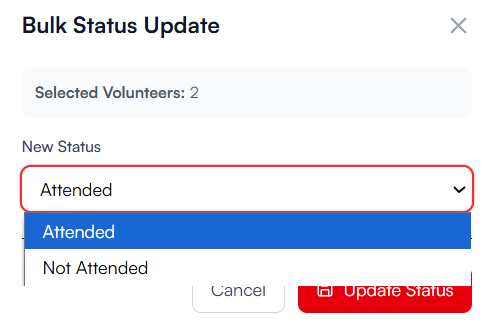 Bulk Status Update
Selected Volunteers: 2
New Status
Attended
Attended
Not Attended
Cancel
Update Status